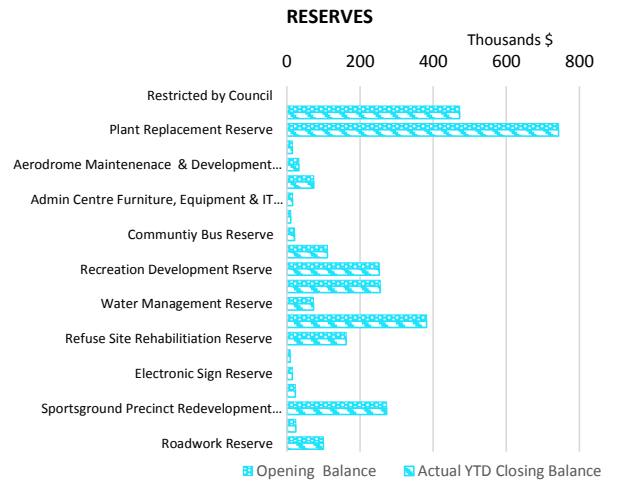 RESERVES
Thousands $
0 200 400 600 800
Restricted by Council
Plant Replacement Reserve
Aerodrome Maintenenace & Development...
Admin Centre Furniture, Equipment & IT...
Communtiy Bus Reserve
Recreation Development Rserve
Water Management Reserve
Refuse Site Rehabilitiation Reserve
Electronic Sign Reserve
Sportsground Precinct Redevelopment...
Roadwork Reserve
Opening Balance Actual YTD Closing Balance